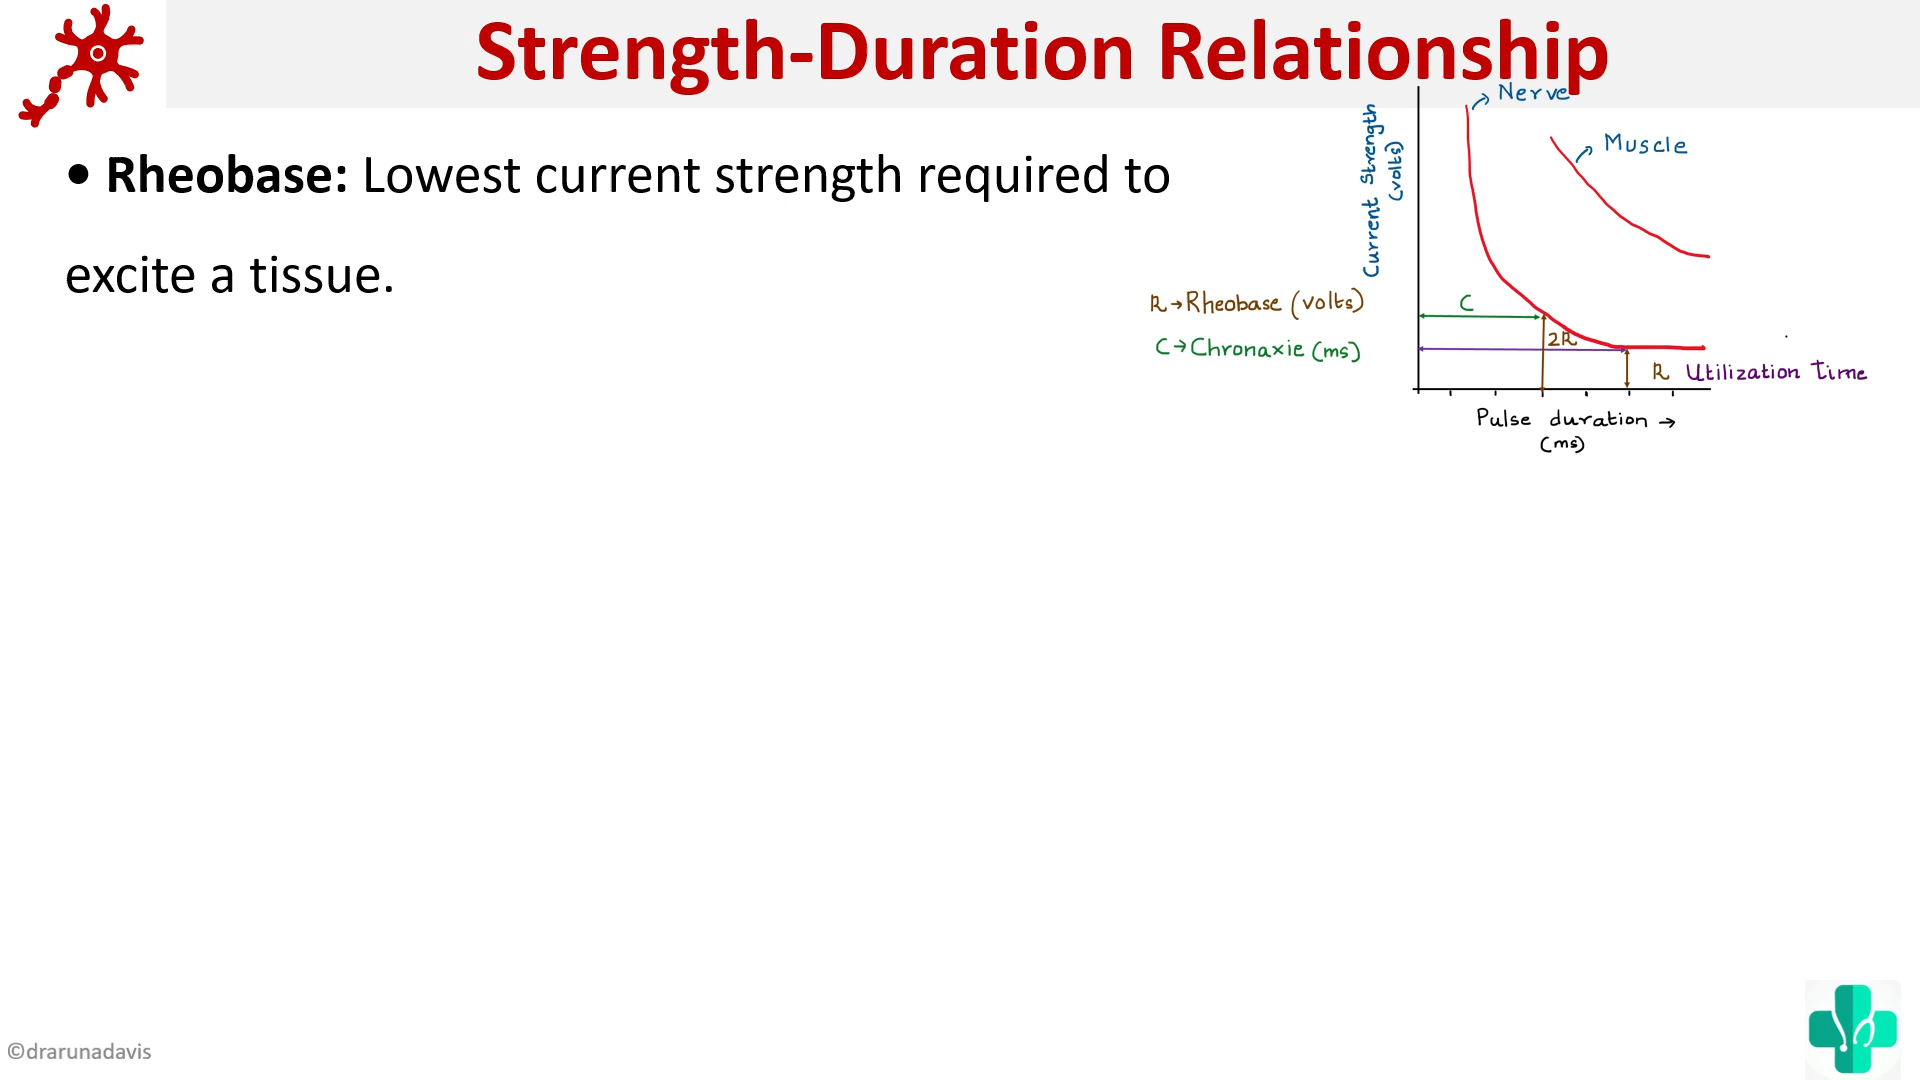 Strength-Duration Relationship
• Rheobase: Lowest current strength required to
excite a tissue.
Nerve
Muscle
Current Strength
(volts)
R→Rheobase (volts)
C→Chronaxie (ms)
C
2R
R
Utilization Time
Pulse duration →
(ms)
©drarunadavis